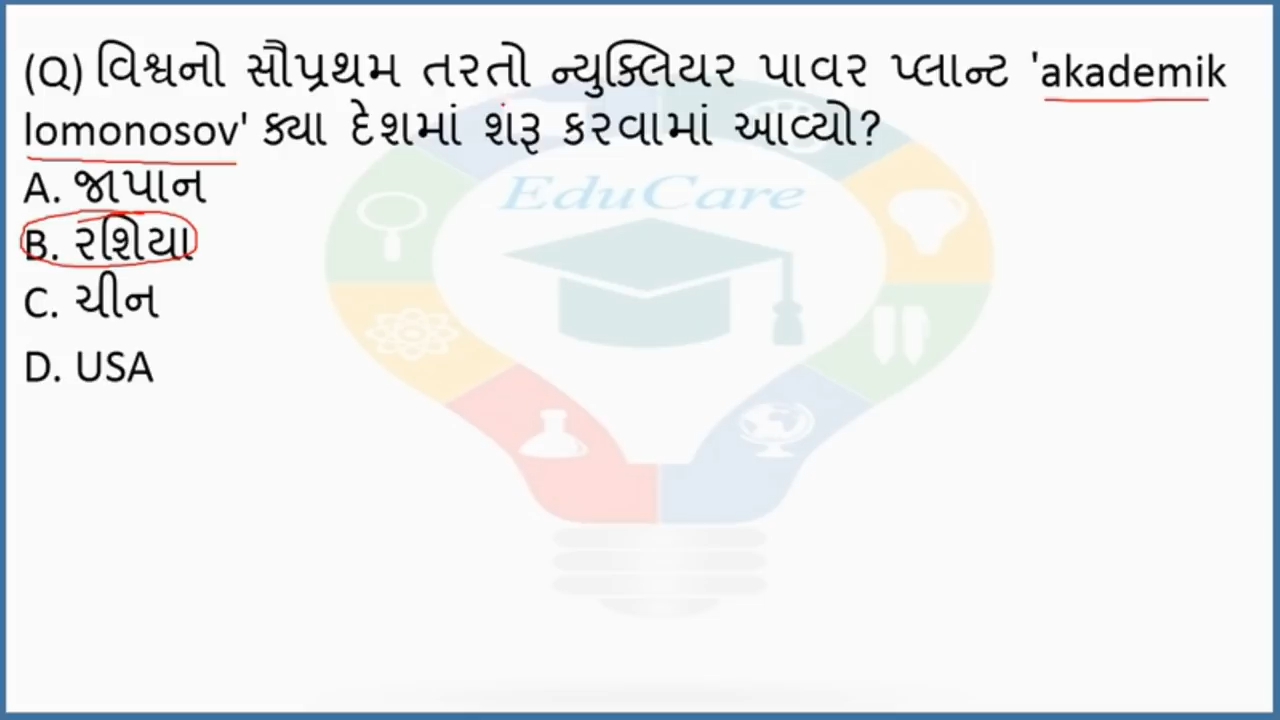 (Q) વિશ્વનો સૌપ્રથમ તરતો ન્યુક્લિયર પાવર પ્લાન્ટ 'akademik
lomonosov' ક્યા દેશમાં શરૂ કરવામાં આવ્યો?
EduCare
A. જાપાન
B. રશિયા
C. ચીન
D. USA